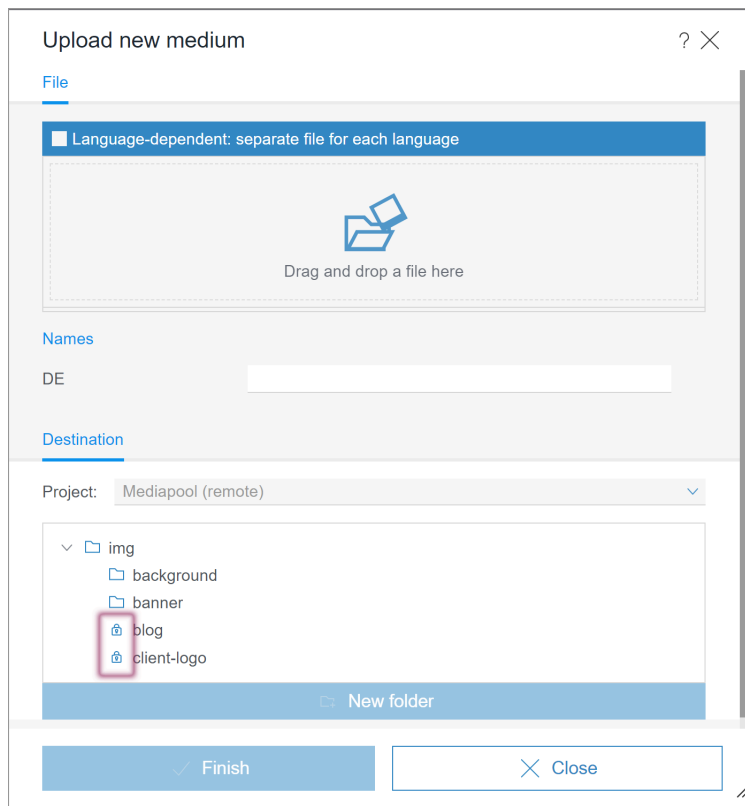 Upload new medium ?
File
Language-dependent: separate file for each language
Drag and drop a file here
Names
DE
Destination
Project: Mediapool (remote)
img
background
banner
blog
client-logo
New folder
Finish
Close